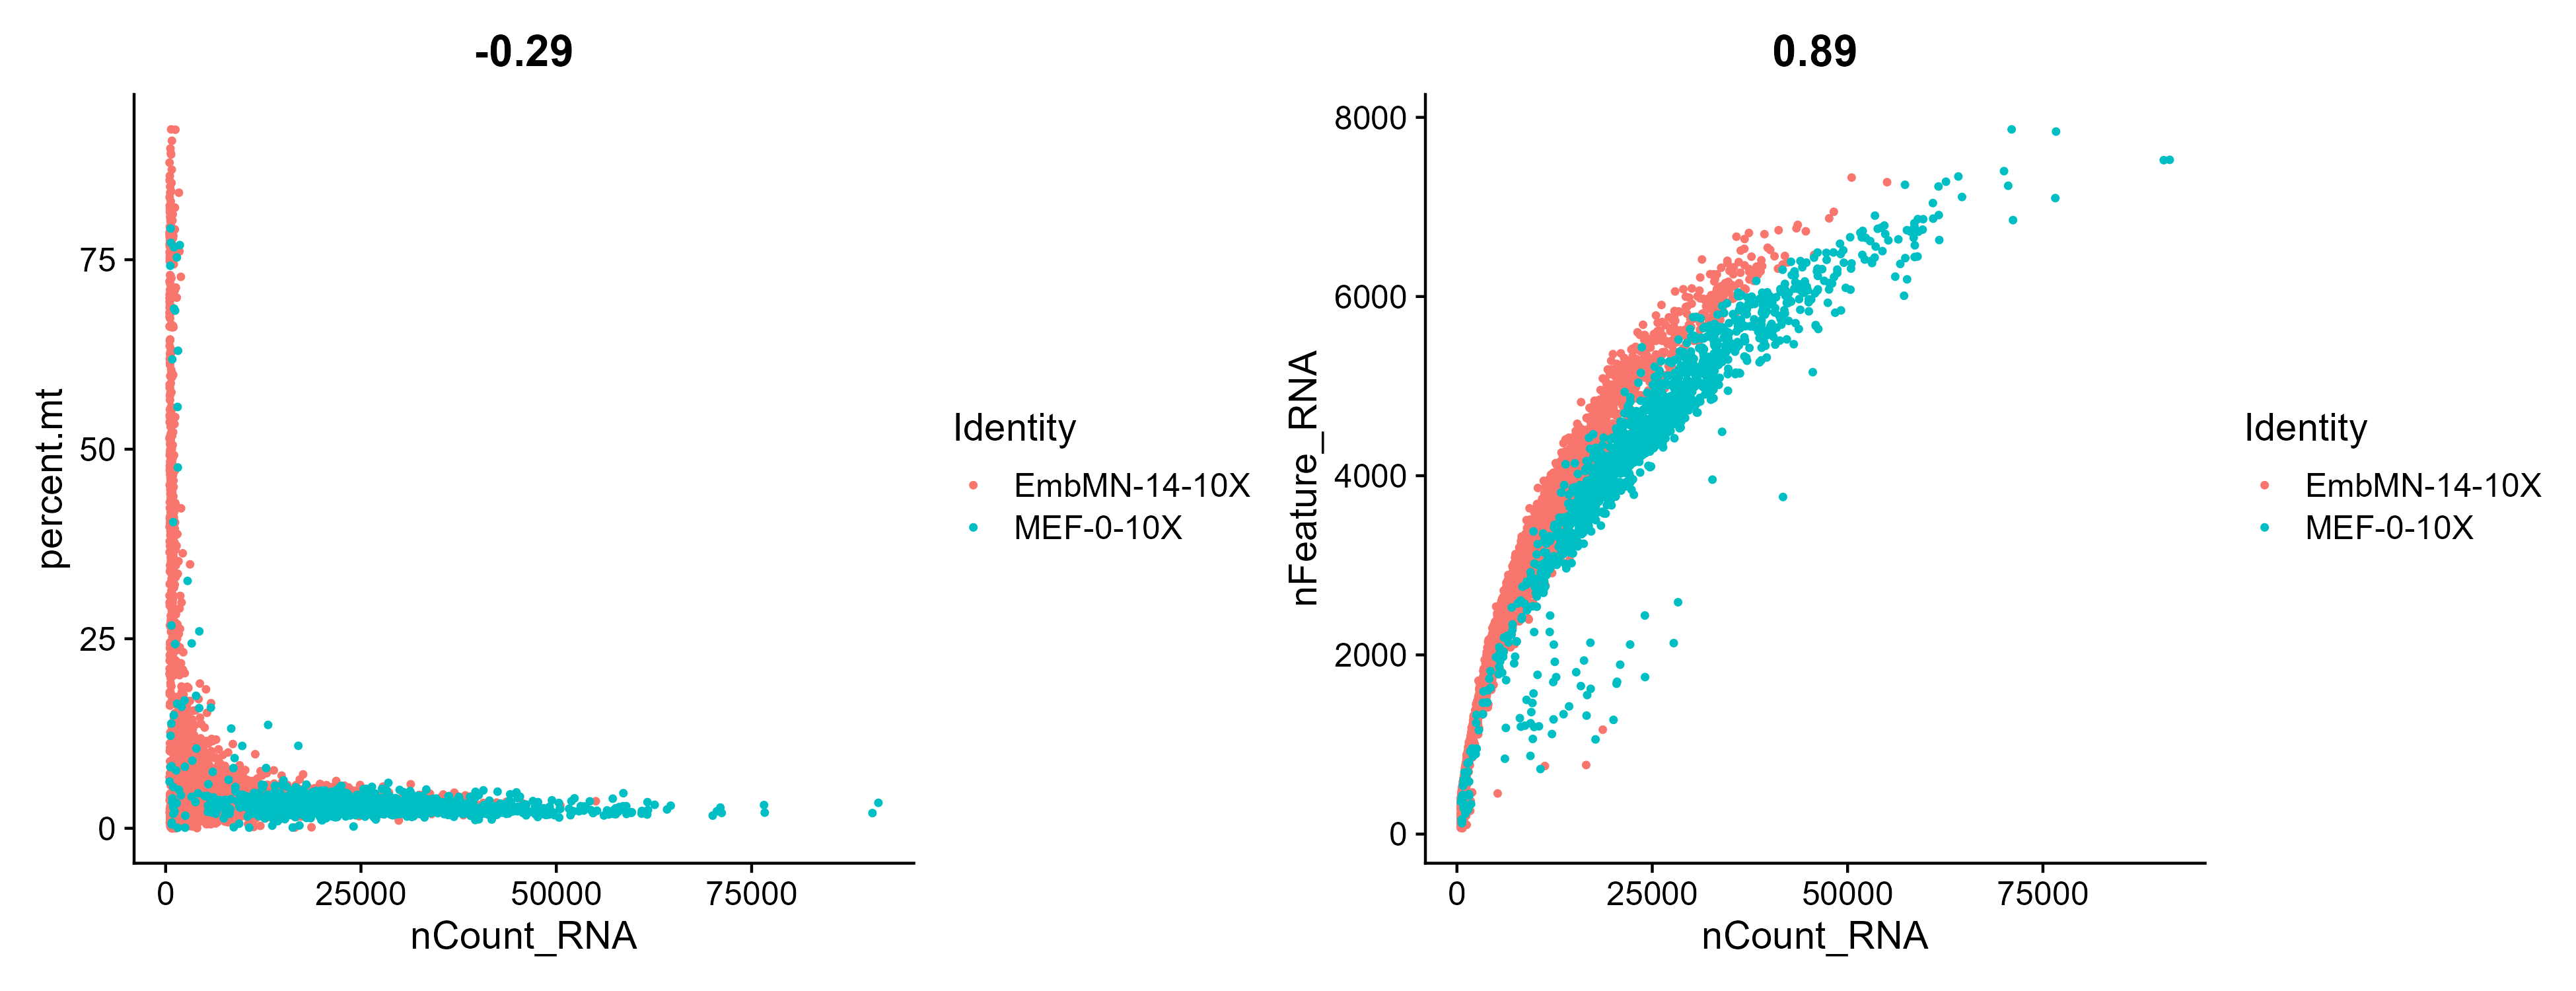 -0.29
percent.mt
75
50
25
0
0 25000 50000 75000
nCount_RNA
Identity
EmbMN-14-10X
MEF-0-10X
0.89
nFeature_RNA
8000
6000
4000
2000
0
0 25000 50000 75000
nCount_RNA
Identity
EmbMN-14-10X
MEF-0-10X